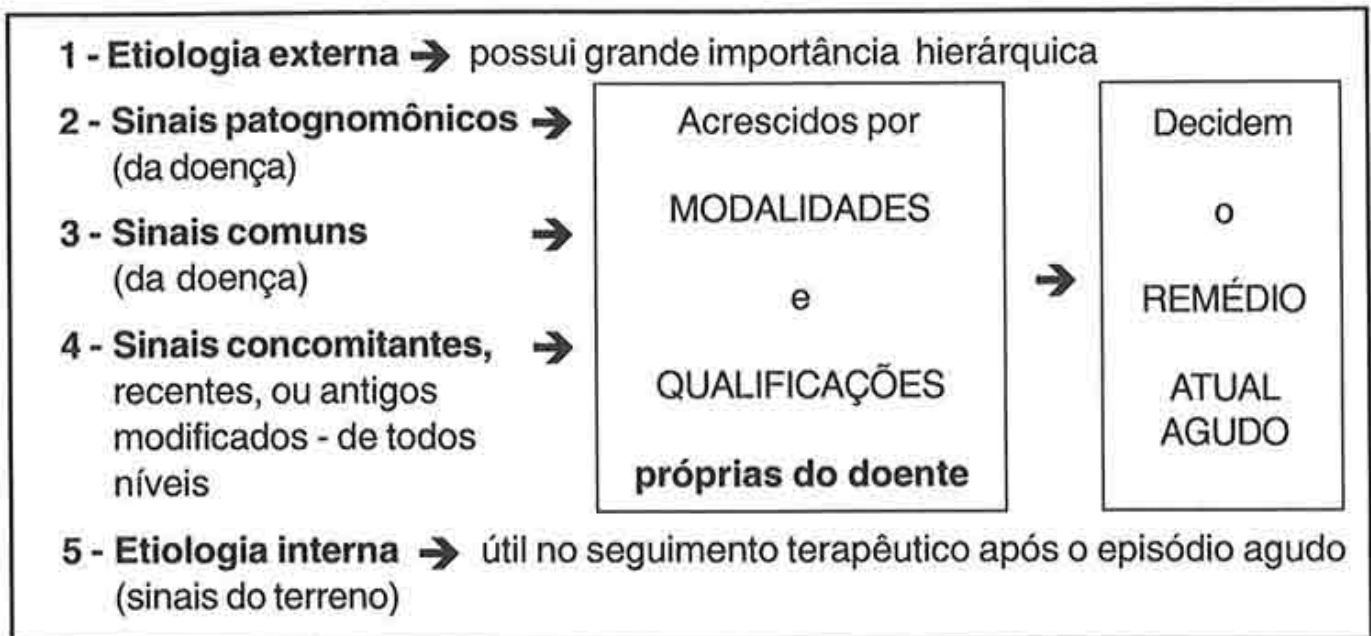 1 - Etiologia externa ➔ possui grande importância hierárquica
2 - Sinais patognomônicos ➔
(da doença)
3 - Sinais comuns ➔
(da doença)
4 - Sinais concomitantes, ➔
recentes, ou antigos
modificados - de todos
níveis
Acrescidos por
MODALIDADES
e
QUALIFICAÇÕES
próprias do doente
➔
Decidem
o
REMÉDIO
ATUAL
AGUDO
5 - Etiologia interna ➔ útil no seguimento terapêutico após o episódio agudo
(sinais do terreno)